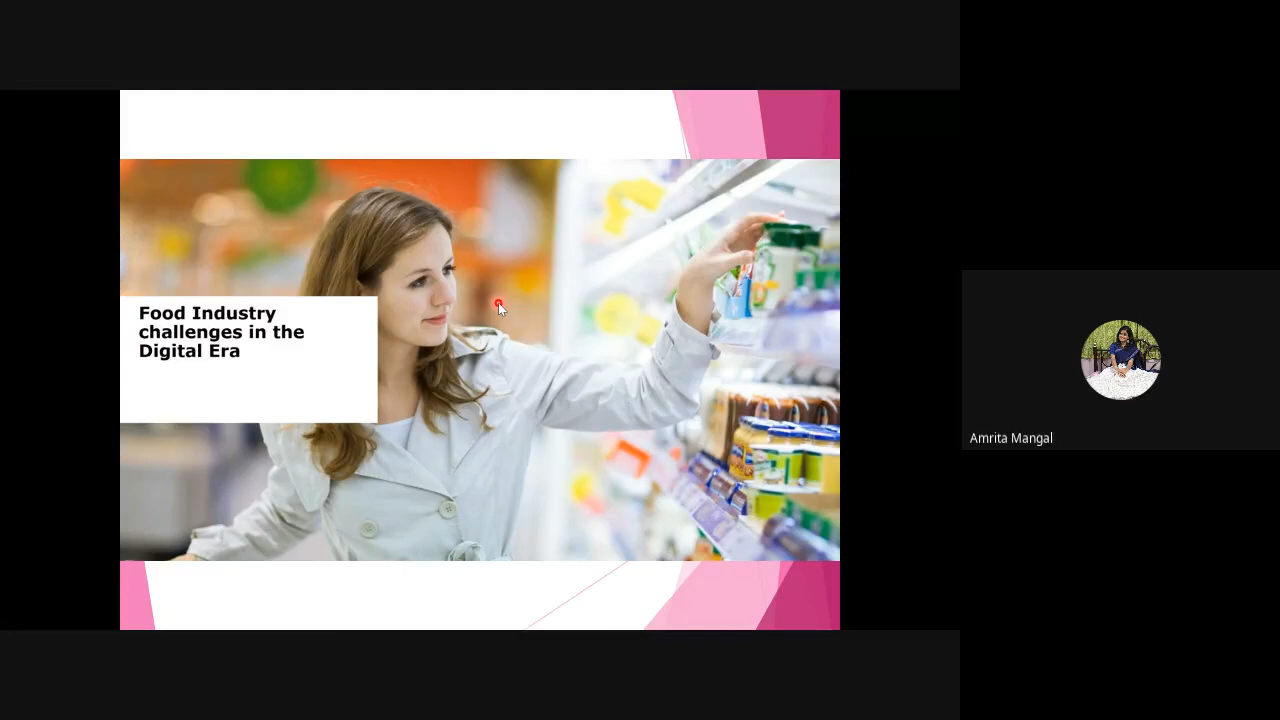 Food Industry
challenges in the
Digital Era
Amrita Mangal